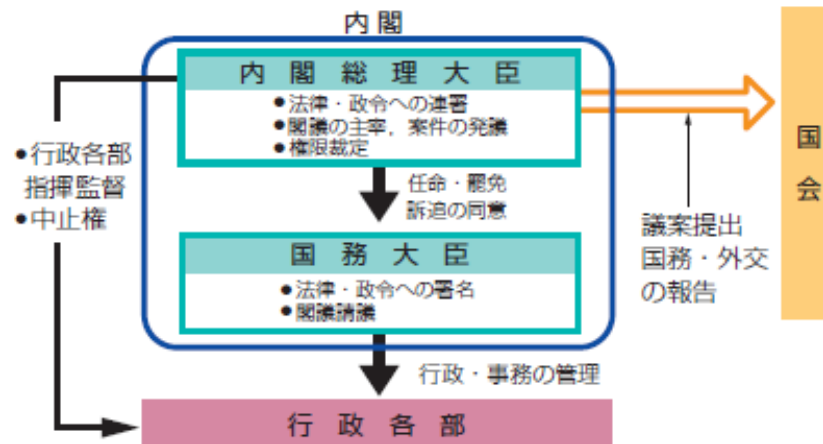 内閣
内閣総理大臣
●法律・政令への連署
●閣議の主宰，案件の発議
●権限裁定
●行政各部
指揮監督
●中止権
任命・罷免
訴追の同意
国務大臣
●法律・政令への署名
●閣議請議
議案提出
国務・外交
の報告
国会
行政・事務の管理
行政各部